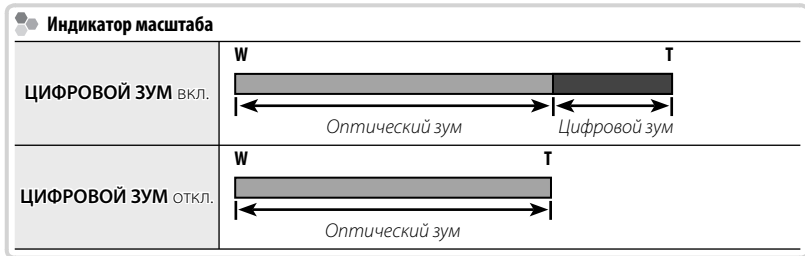 Индикатор масштаба
W T
ЦИФРОВОЙ ЗУМ ВКЛ.
Оптический зум Цифровой зум
W T
ЦИФРОВОЙ ЗУМ ОТКЛ.
Оптический зум